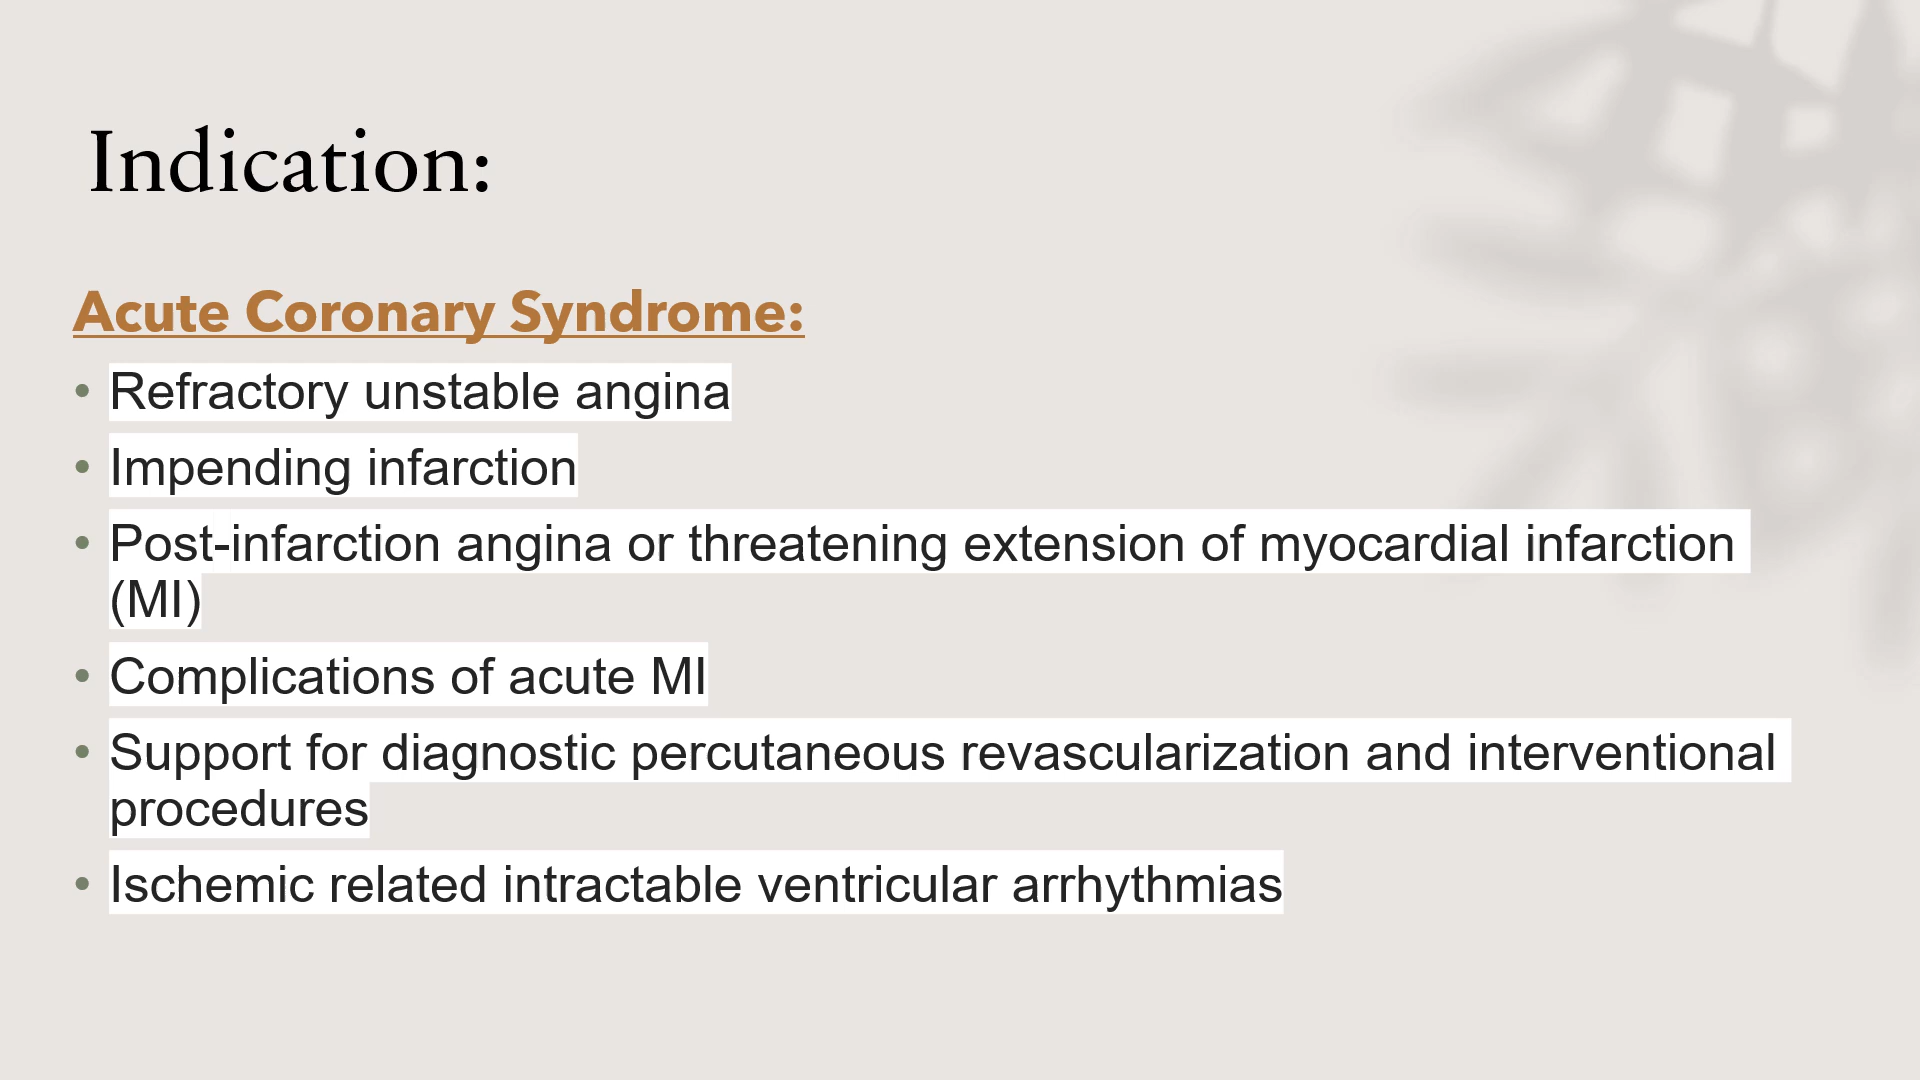 Indication:
Acute Coronary Syndrome:
• Refractory unstable angina
• Impending infarction
• Post-infarction angina or threatening extension of myocardial infarction
(MI)
• Complications of acute MI
• Support for diagnostic percutaneous revascularization and interventional
procedures
• Ischemic related intractable ventricular arrhythmias